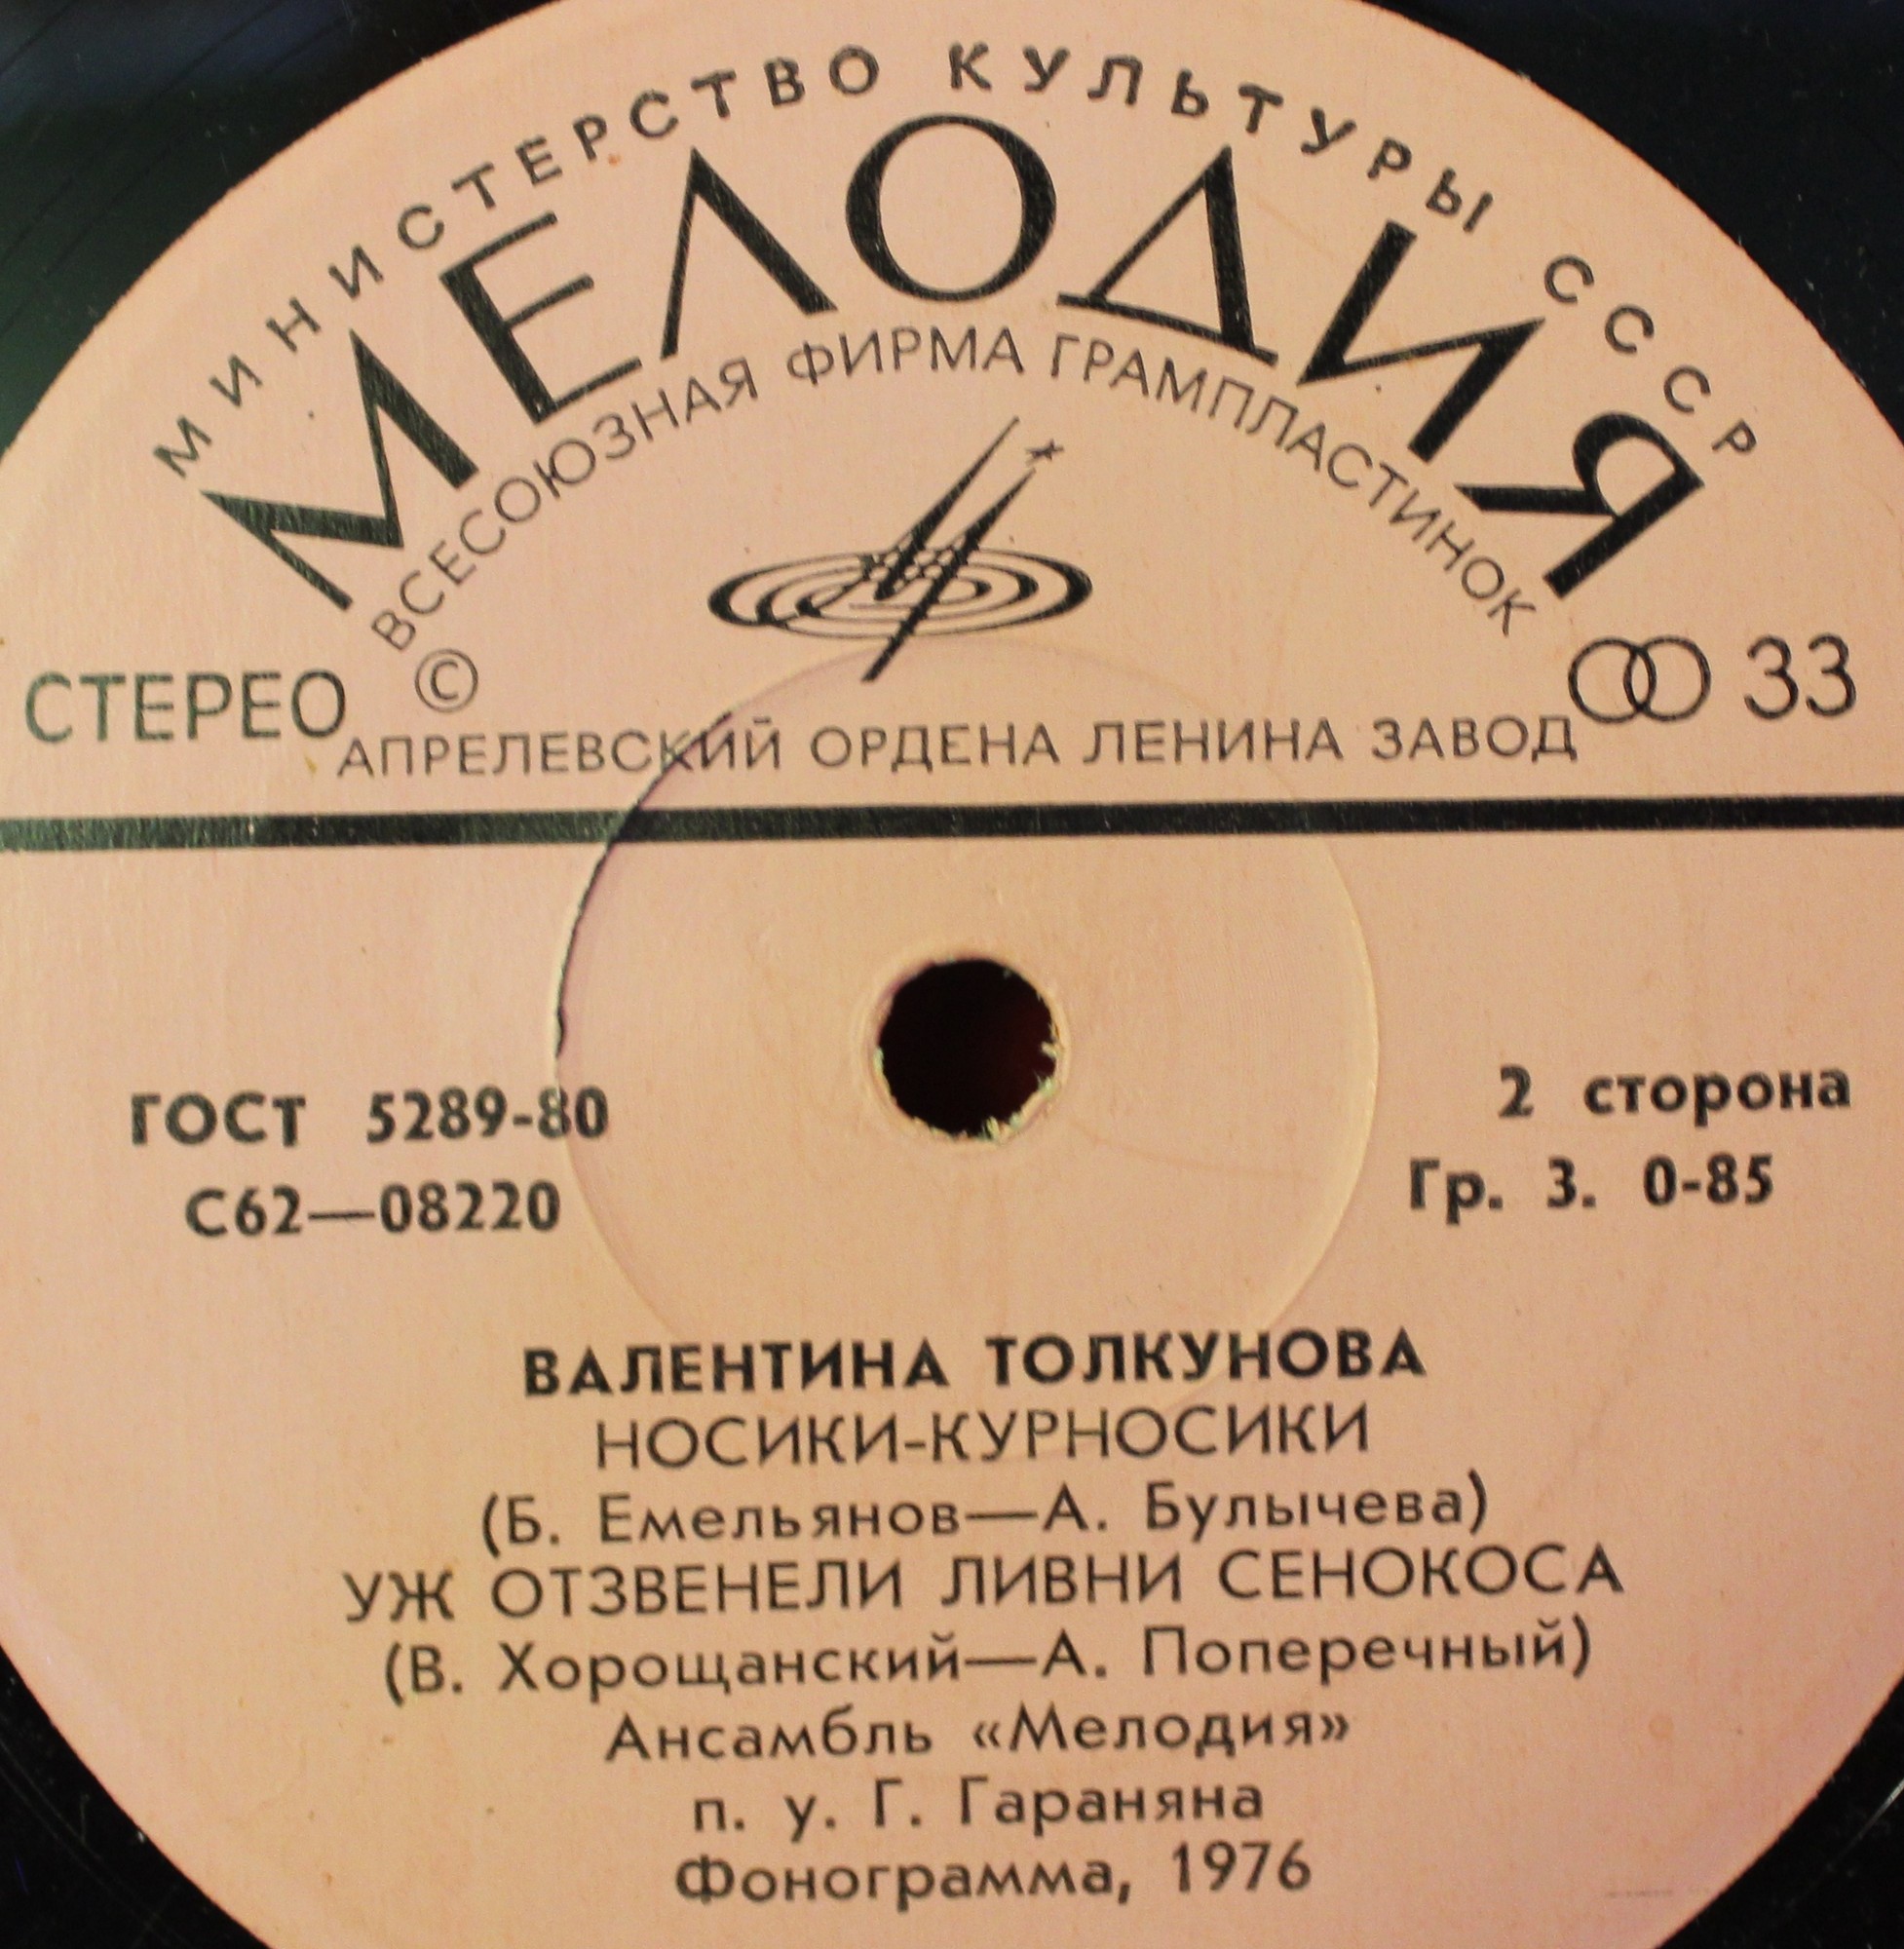 МИНИСТЕРСТВО КУЛЬТУРЫ СССР
МЕЛОДИЯ
ВСЕСОЮЗНАЯ ФИРМА ГРАМПЛАСТИНОК
СТЕРЕО © 33
АПРЕЛЕВСКИЙ ОРДЕНА ЛЕНИНА ЗАВОД
ГОСТ 5289-80
С62—08220
2 сторона
Гр. 3. 0-85
ВАЛЕНТИНА ТОЛКУНОВА
НОСИКИ-КУРНОСИКИ
(Б. Емельянов—А. Булычева)
УЖ ОТЗВЕНЕЛИ ЛИВНИ СЕНОКОСА
(В. Хорощанский—А. Поперечный)
Ансамбль «Мелодия»
п. у. Г. Гараняна
Фонограмма, 1976